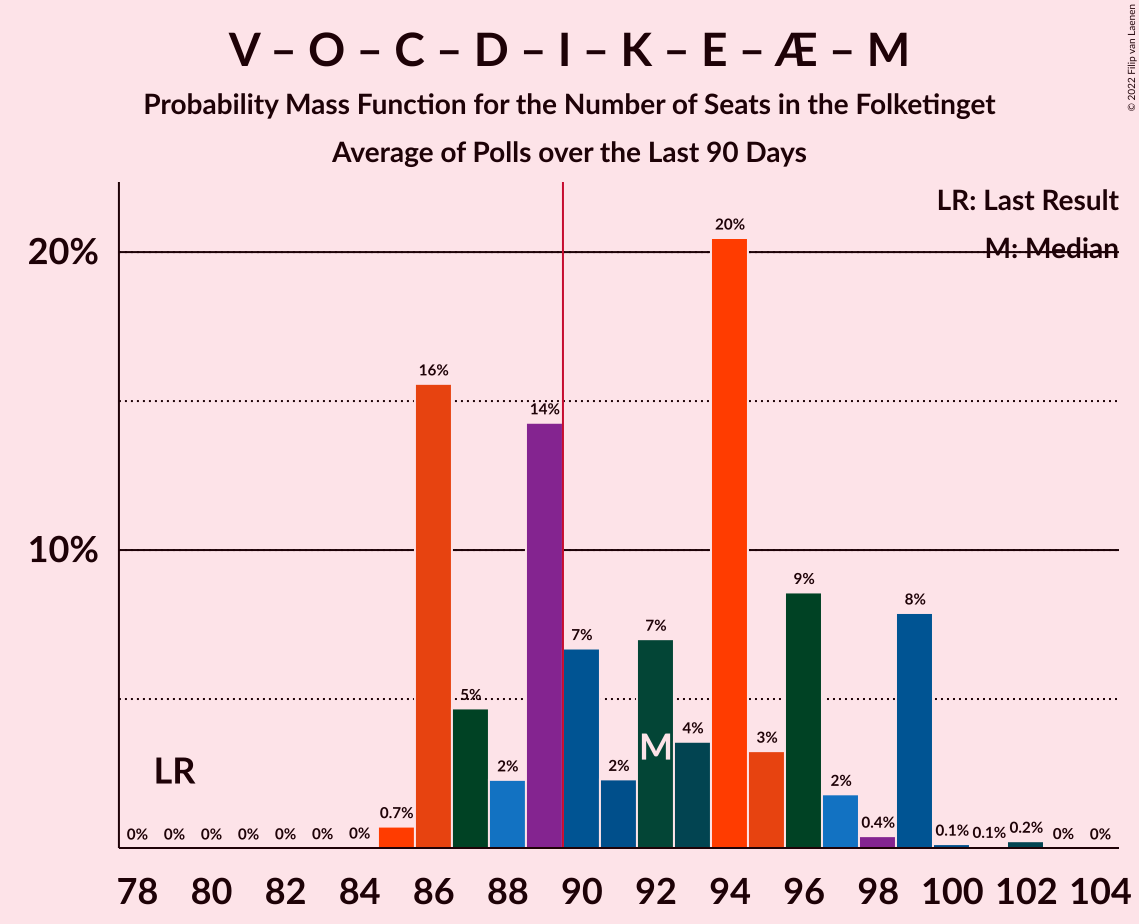 V – O – C – D – I – K – E – Æ – M
Probability Mass Function for the Number of Seats in the Folketinget
Average of Polls over the Last 90 Days
© 2022 Filip van Laenen
LR: Last Result
M: Median
20%
10%
0% 0% 0% 0% 0% 0% 0% 0.7% 16% 5% 2% 14% 7% 2% 7% 4% 20% 3% 9% 2% 0.4% 8% 0.1% 0.1% 0.2% 0% 0%
LR
M
78 80 82 84 86 88 90 92 94 96 98 100 102 104